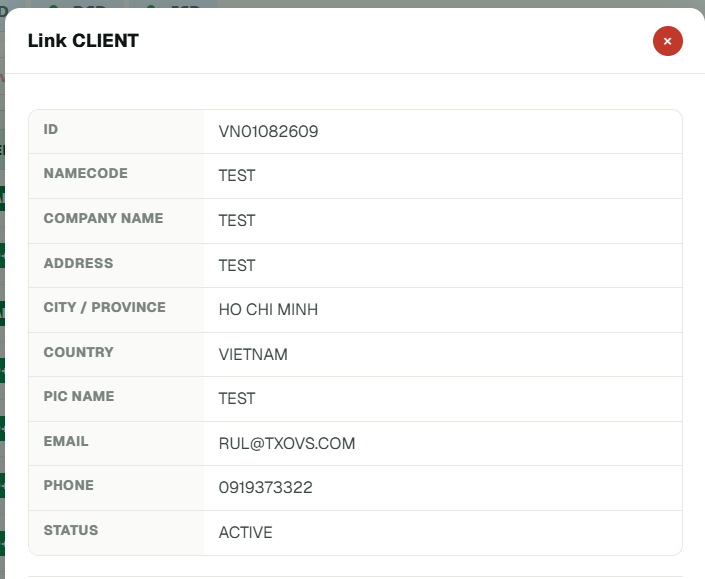 Link CLIENT
×
ID VN01082609
NAMECODE TEST
COMPANY NAME TEST
ADDRESS TEST
CITY / PROVINCE HO CHI MINH
COUNTRY VIETNAM
PIC NAME TEST
EMAIL RUL@TXOVS.COM
PHONE 0919373322
STATUS ACTIVE